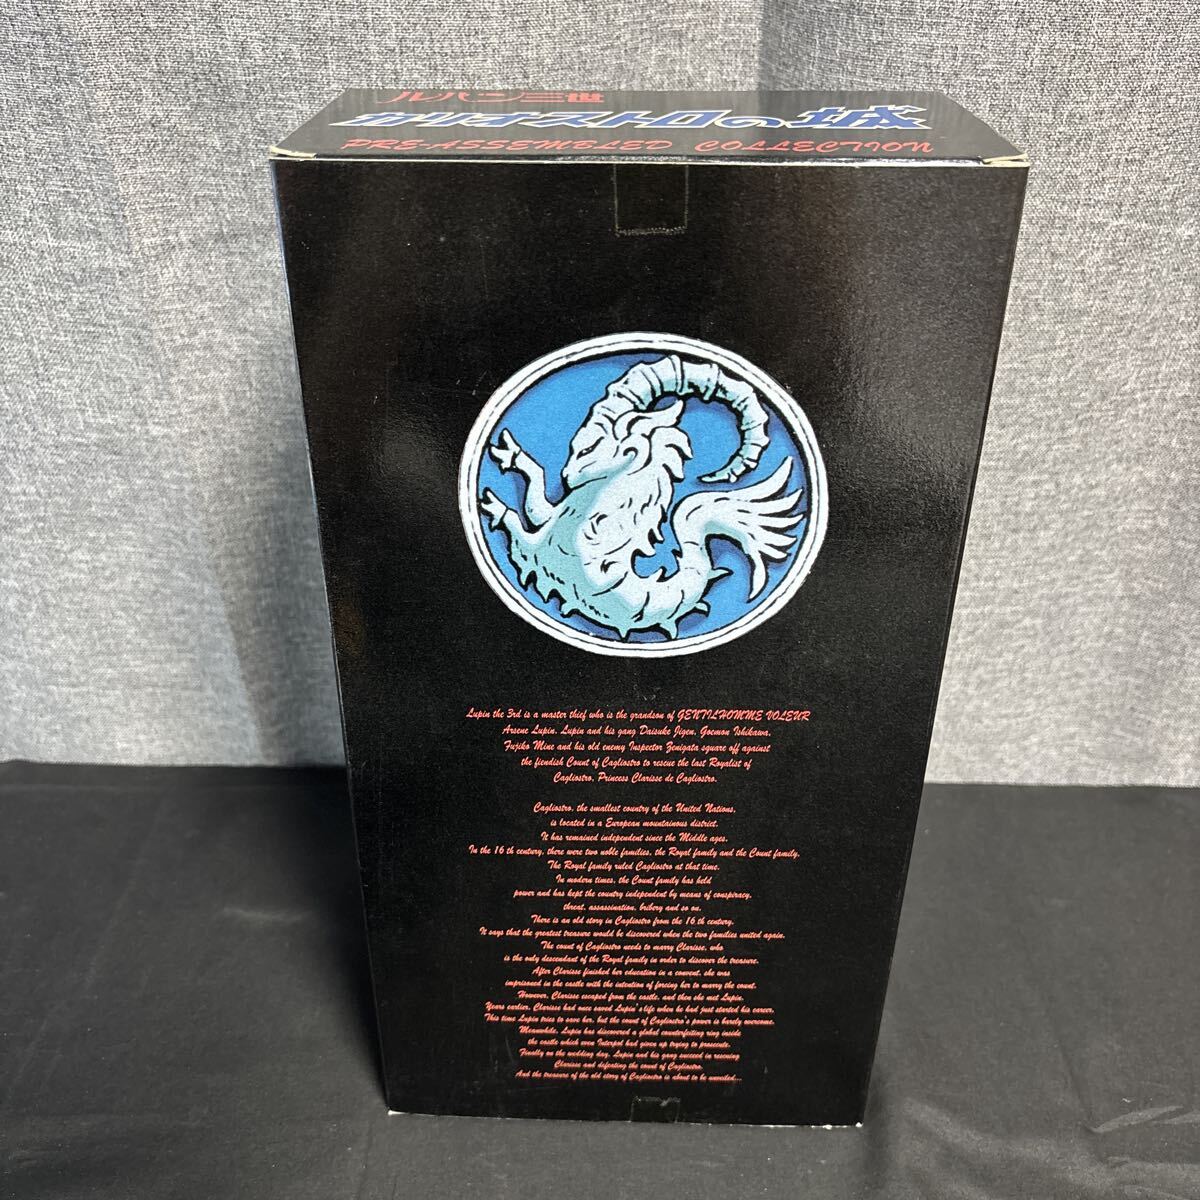 ルパン三世
カリオストロの城
PRE-ASSEMBLED COLLECTION
Lupin the 3rd is a master thief who is the grandson of GENTILHOMME VOLEUR
Arsene Lupin. Lupin and his gang Daisuke Jigen, Goemon Ishikawa,
Fujiko Mine and his old enemy Inspector Zenigata square off against
the fiendish Count of Cagliostro to rescue the last Royalist of
Cagliostro, Princess Clarisse de Cagliostro.
Cagliostro, the smallest country of the United Nations,
is located in a European mountainous district.
It has remained independent since the Middle ages.
In the 16 th century, there were two noble families, the Royal family and the Count family.
The Royal family ruled Cagliostro at that time.
In modern times, the Count family has held
power and has kept the country independent by means of conspiracy,
threat, assassination, bribery and so on.
There is an old story in Cagliostro from the 16 th century.
It says that the greatest treasure would be discovered when the two families united again.
The count of Cagliostro needs to marry Clarisse, who
is the only descendant of the Royal family in order to discover the treasure.
After Clarisse finished her education in a convent, she was
imprisoned in the castle with the intention of forcing her to marry the count.
However, Clarisse escaped from the castle, and then she met Lupin.
Years earlier, Clarisse had once saved Lupin's life when he had just started his career.
This time Lupin tries to save her, but the count of Cagliostro's power is barely overcome.
Meanwhile, Lupin has discovered a global counterfeiting ring inside
the castle which even Interpol had given up trying to prosecute.
Finally on the wedding day, Lupin and his gang succeed in rescuing
Clarisse and defeating the count of Cagliostro.
And the treasure of the old story of Cagliostro is about to be unveiled...